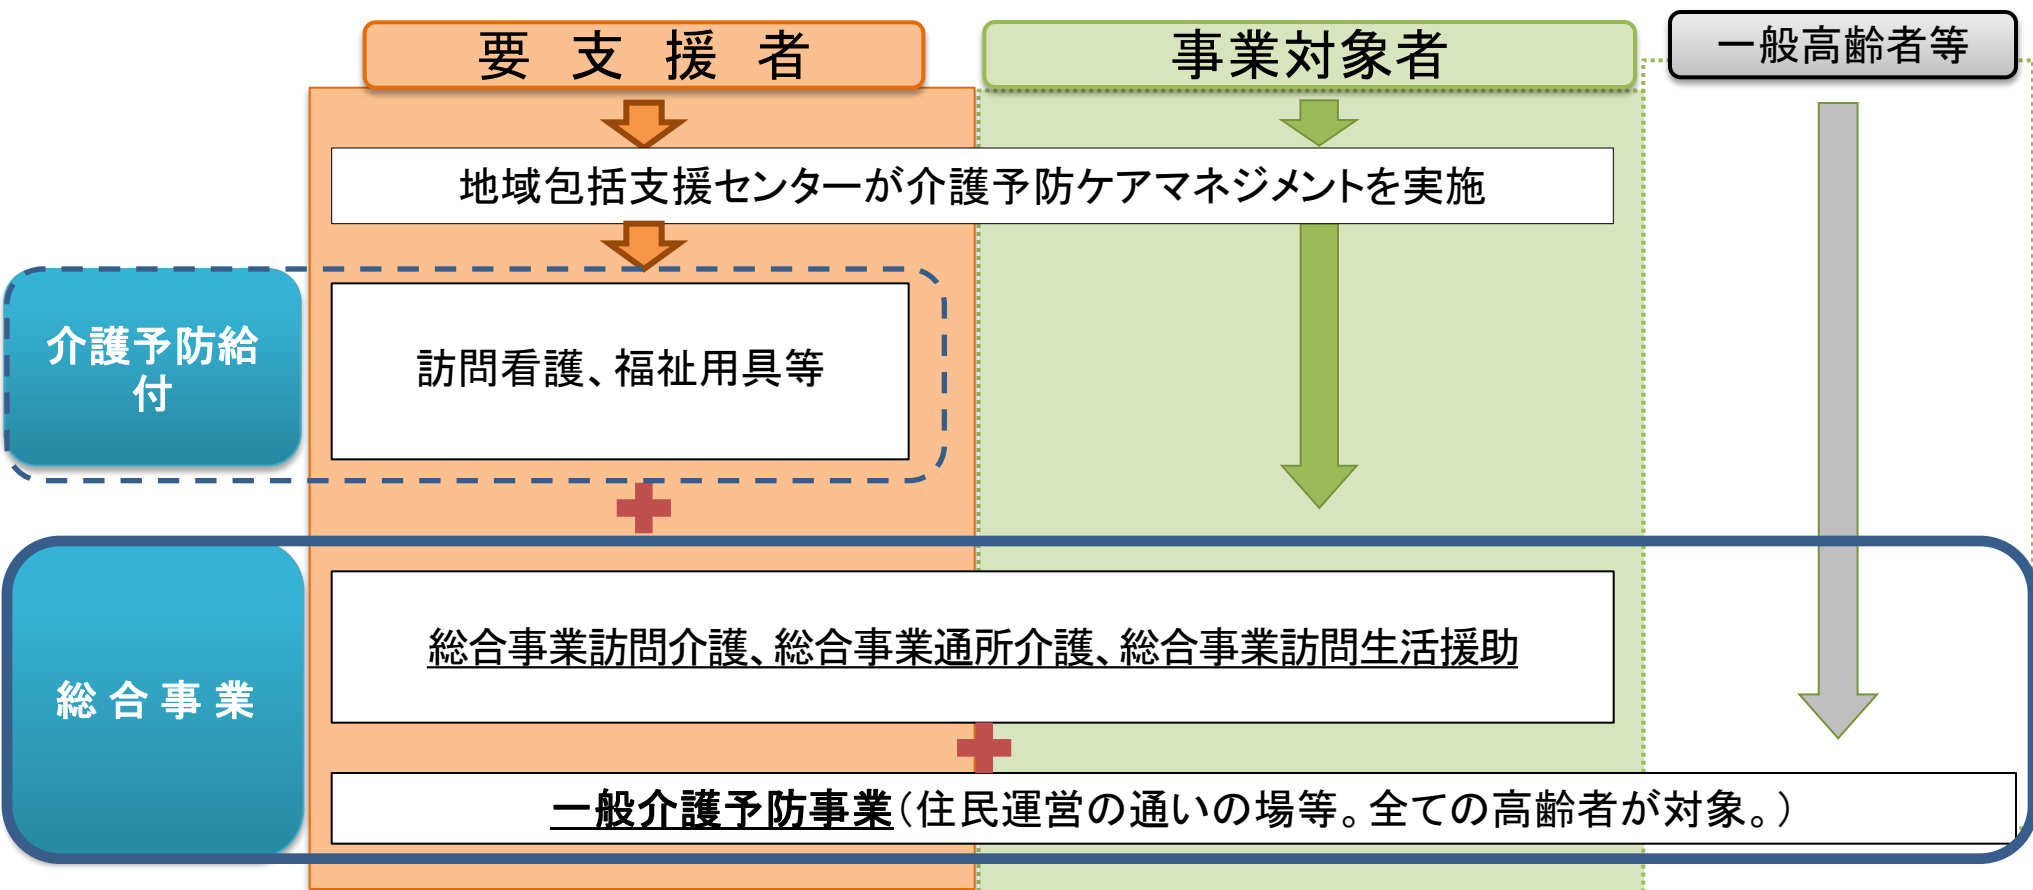 要 支 援 者
事業対象者
一般高齢者等
地域包括支援センターが介護予防ケアマネジメントを実施
介護予防給
付
訪問看護、福祉用具等
総 合 事 業
総合事業訪問介護、総合事業通所介護、総合事業訪問生活援助
一般介護予防事業（住民運営の通いの場等。全ての高齢者が対象。）